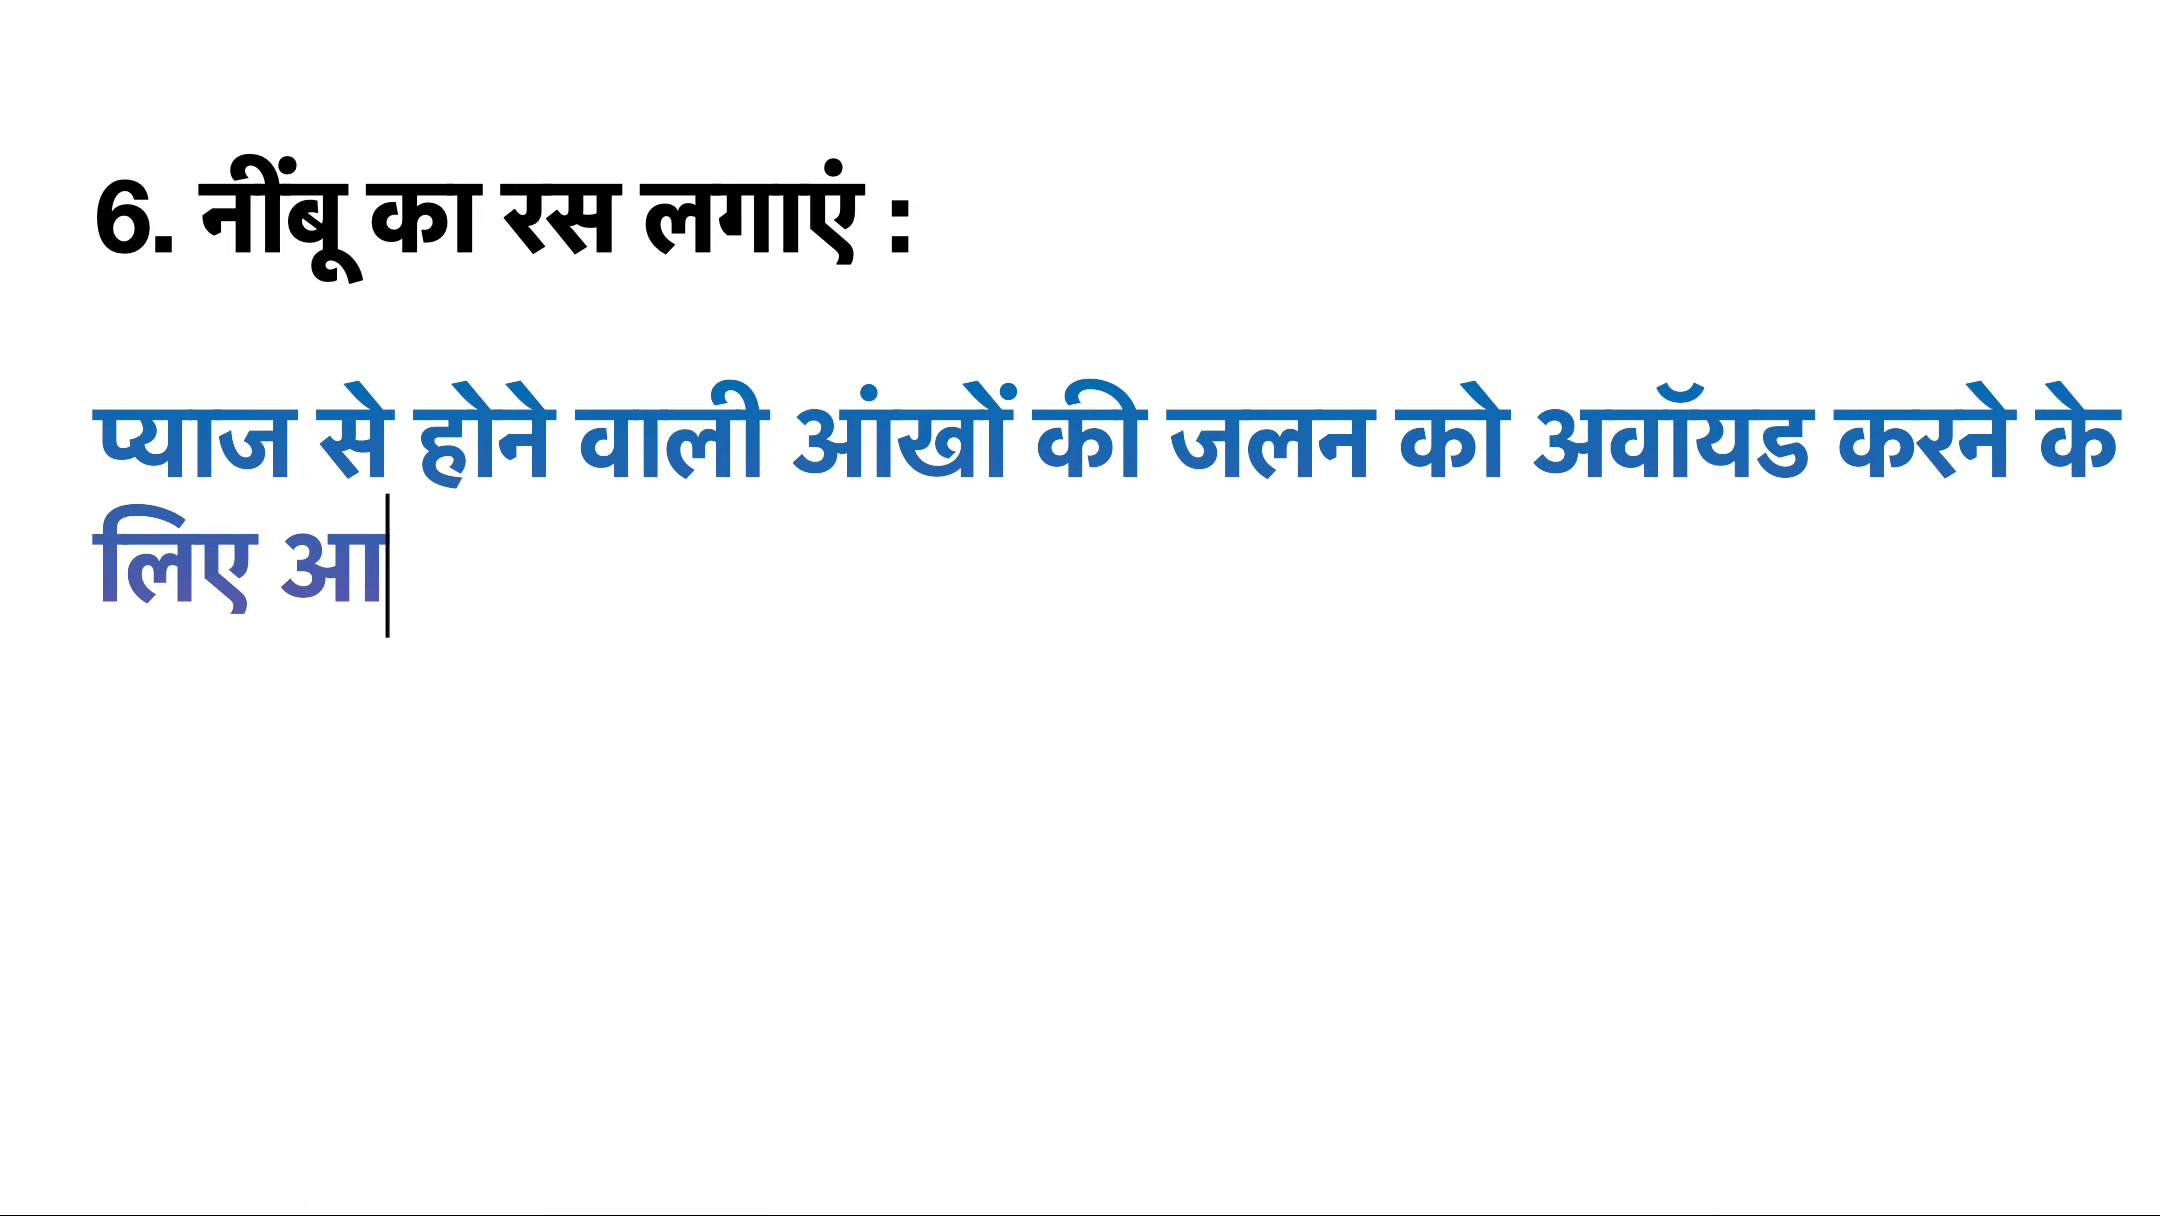 6. नींबू का रस लगाएं :
प्याज से होने वाली आंखों की जलन को अवॉयड करने के
लिए आ